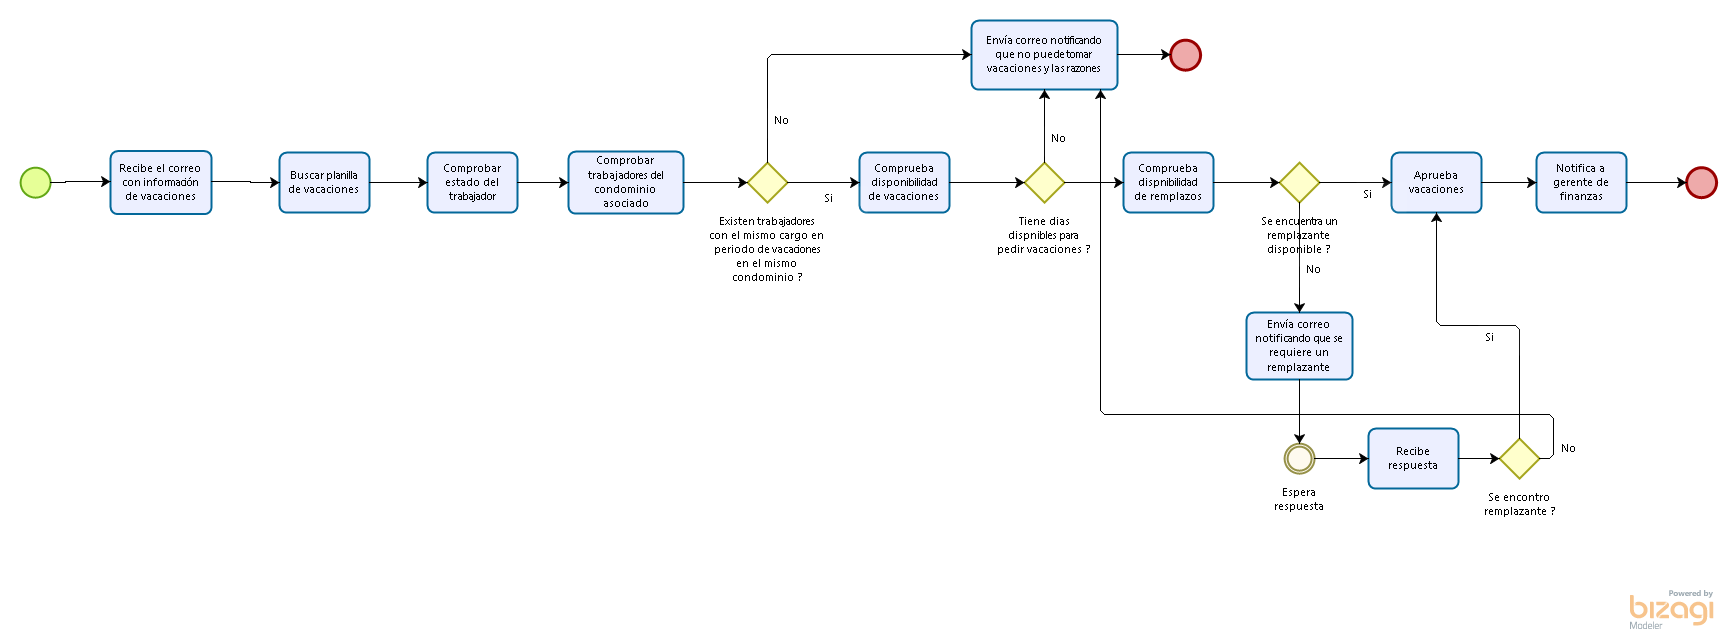 Envía correo notificando
que no puede tomar
vacaciones y las razones
No
No
Recibe el correo
con información
de vacaciones
Buscar planilla
de vacaciones
Comprobar
estado del
trabajador
Comprobar
trabajadores del
condominio
asociado
Si
Existen trabajadores
con el mismo cargo en
periodo de vacaciones
en el mismo
condominio ?
Comprueba
disponibilidad
de vacaciones
Tiene dias
dispnibles para
pedir vacaciones ?
Comprueba
dispnibilidad
de remplazos
Se encuentra un
remplazante
disponible ?
Si
No
Aprueba
vacaciones
Notifica a
gerente de
finanzas
Envía correo
notificando que se
requiere un
remplazante
Si
Espera
respuesta
Recibe
respuesta
No
Se encontro
remplazante ?
Powered by
bizagi
Modeler